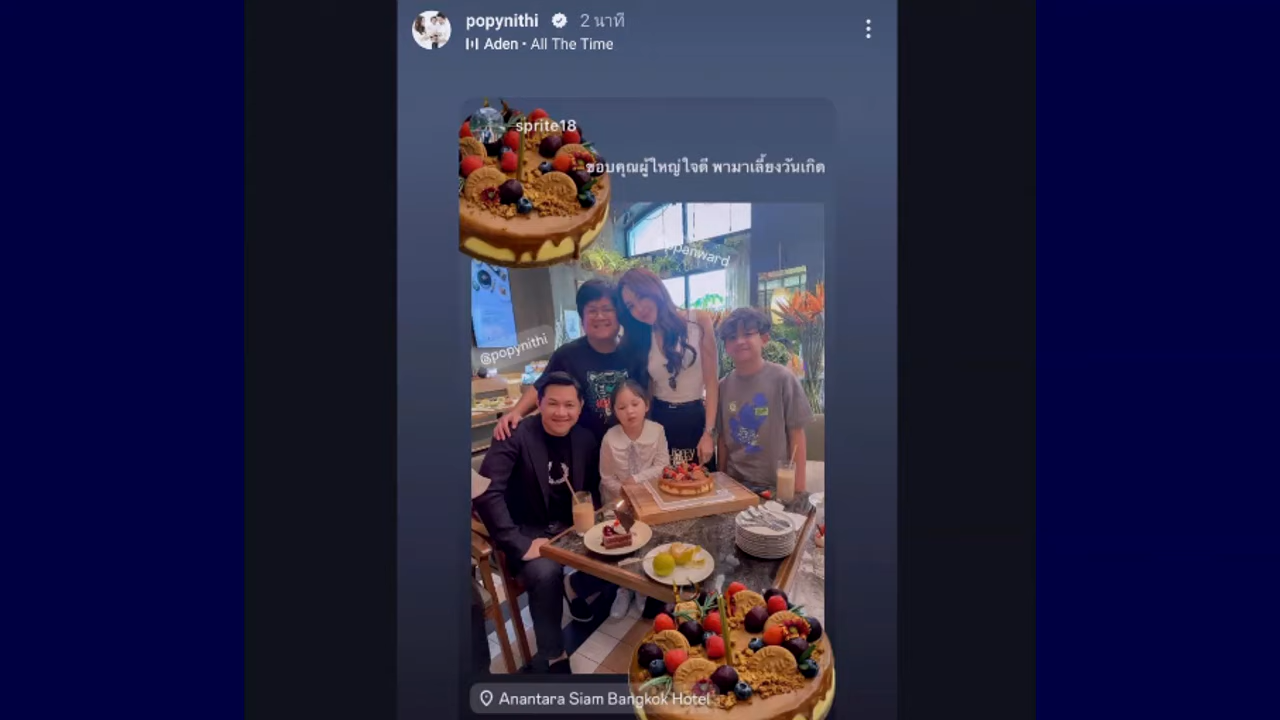 popynithi 2 นาที
Aden • All The Time
sprite18
ขอบคุณผู้ใหญ่ใจดี พามาเลี้ยงวันเกิด
@popynithi
Anantara Siam Bangkok Hotel